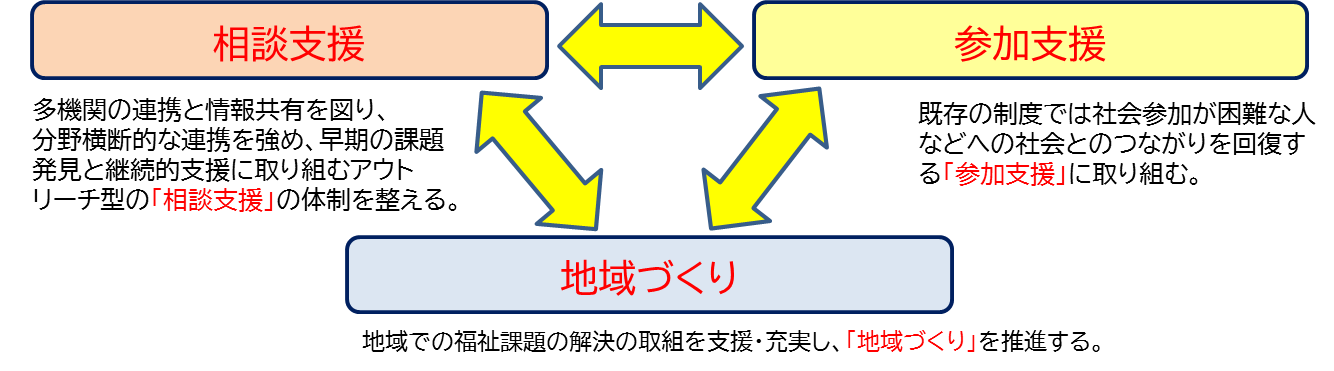 相談支援
参加支援
多機関の連携と情報共有を図り、
分野横断的な連携を強め、早期の課題
発見と継続的支援に取り組むアウト
リーチ型の「相談支援」の体制を整える。
既存の制度では社会参加が困難な人
などへの社会とのつながりを回復す
る「参加支援」に取り組む。
地域づくり
地域での福祉課題の解決の取組を支援・充実し、「地域づくり」を推進する。